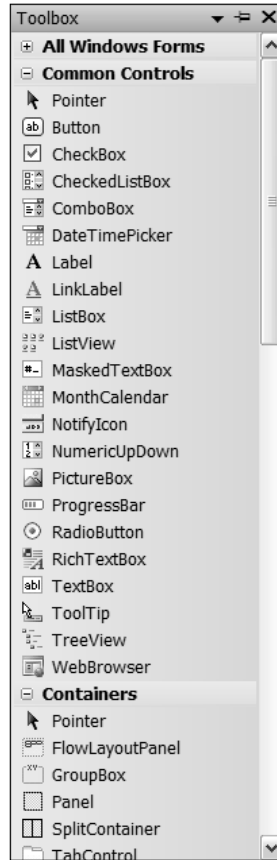 Toolbox
All Windows Forms
Common Controls
Pointer
Button
CheckBox
CheckedListBox
ComboBox
DateTimePicker
Label
LinkLabel
ListBox
ListView
MaskedTextBox
MonthCalendar
NotifyIcon
NumericUpDown
PictureBox
ProgressBar
RadioButton
RichTextBox
TextBox
ToolTip
TreeView
WebBrowser
Containers
Pointer
FlowLayoutPanel
GroupBox
Panel
SplitContainer
TabControl